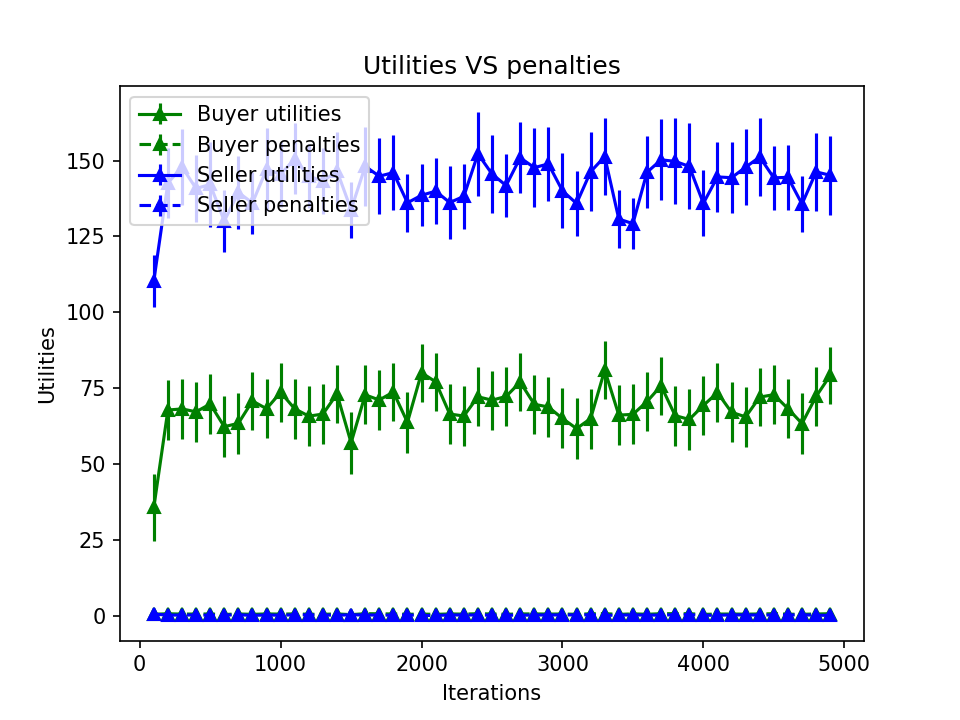 Utilities VS penalties
Buyer utilities
Buyer penalties
Seller utilities
Seller penalties
150
125
100
75
50
25
0
Utilities
0 1000 2000 3000 4000 5000
Iterations